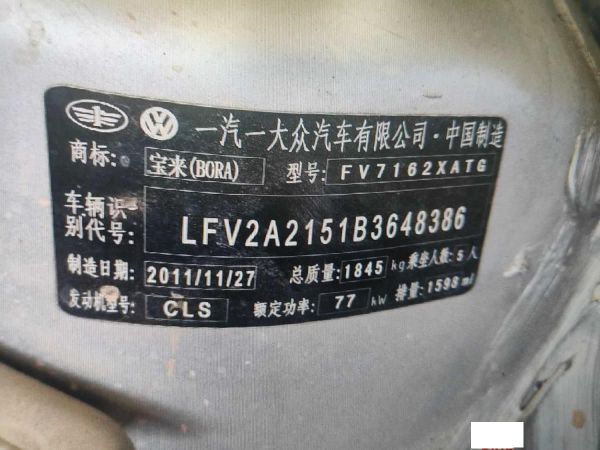 一汽一大众汽车有限公司·中国制造
商标: 宝来(BORA) 型号: FV7162XATG
车辆识别代号: LFV2A2151B3648386
制造日期: 2011/11/27 总质量: 1845 kg 乘坐人数: 5 人
发动机型号: CLS 额定功率: 77 kW 排量: 1598 ml